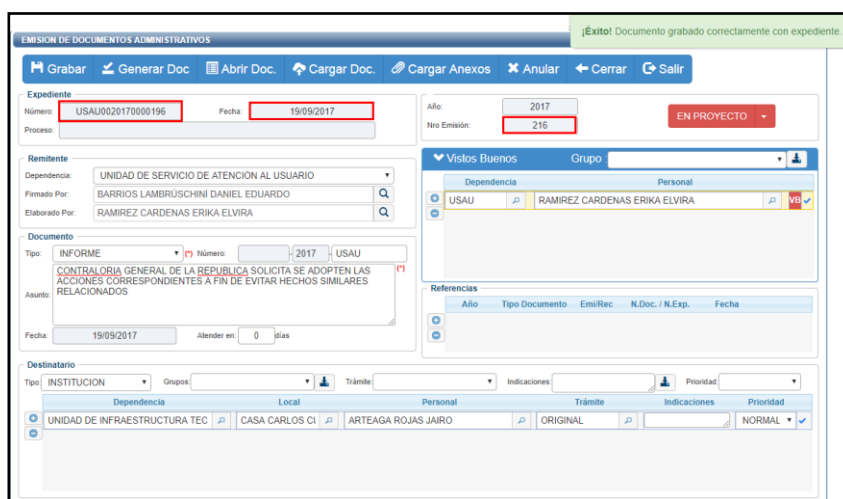 ¡Éxito! Documento grabado correctamente con expediente.
EMISION DE DOCUMENTOS ADMINISTRATIVOS
Grabar Generar Doc Abrir Doc. Cargar Doc. Cargar Anexos Anular Cerrar Salir
Expediente
Número: USAU0020170000196 Fecha: 19/09/2017
Proceso:
Año: 2017
Nro Emisión: 216
EN PROYECTO
Remitente
Dependencia: UNIDAD DE SERVICIO DE ATENCIÓN AL USUARIO
Firmado Por: BARRIOS LAMBRÚSCHINI DANIEL EDUARDO
Elaborado Por: RAMIREZ CARDENAS ERIKA ELVIRA
Vistos Buenos Grupo :
Dependencia Personal
USAU RAMIREZ CARDENAS ERIKA ELVIRA VB
Documento
Tipo: INFORME (*) Número: - 2017 - USAU
Asunto: CONTRALORIA GENERAL DE LA REPUBLICA SOLICITA SE ADOPTEN LAS
ACCIONES CORRESPONDIENTES A FIN DE EVITAR HECHOS SIMILARES
RELACIONADOS
(*)
Fecha: 19/09/2017 Atender en: 0 días
Referencias
Año Tipo Documento Emi/Rec N.Doc. / N.Exp. Fecha
Destinatario
Tipo: INSTITUCION Grupos: Trámite: Indicaciones: Prioridad:
Dependencia Local Personal Trámite Indicaciones Prioridad
UNIDAD DE INFRAESTRUCTURA TEC CASA CARLOS ARTEAGA ROJAS JAIRO ORIGINAL NORMAL